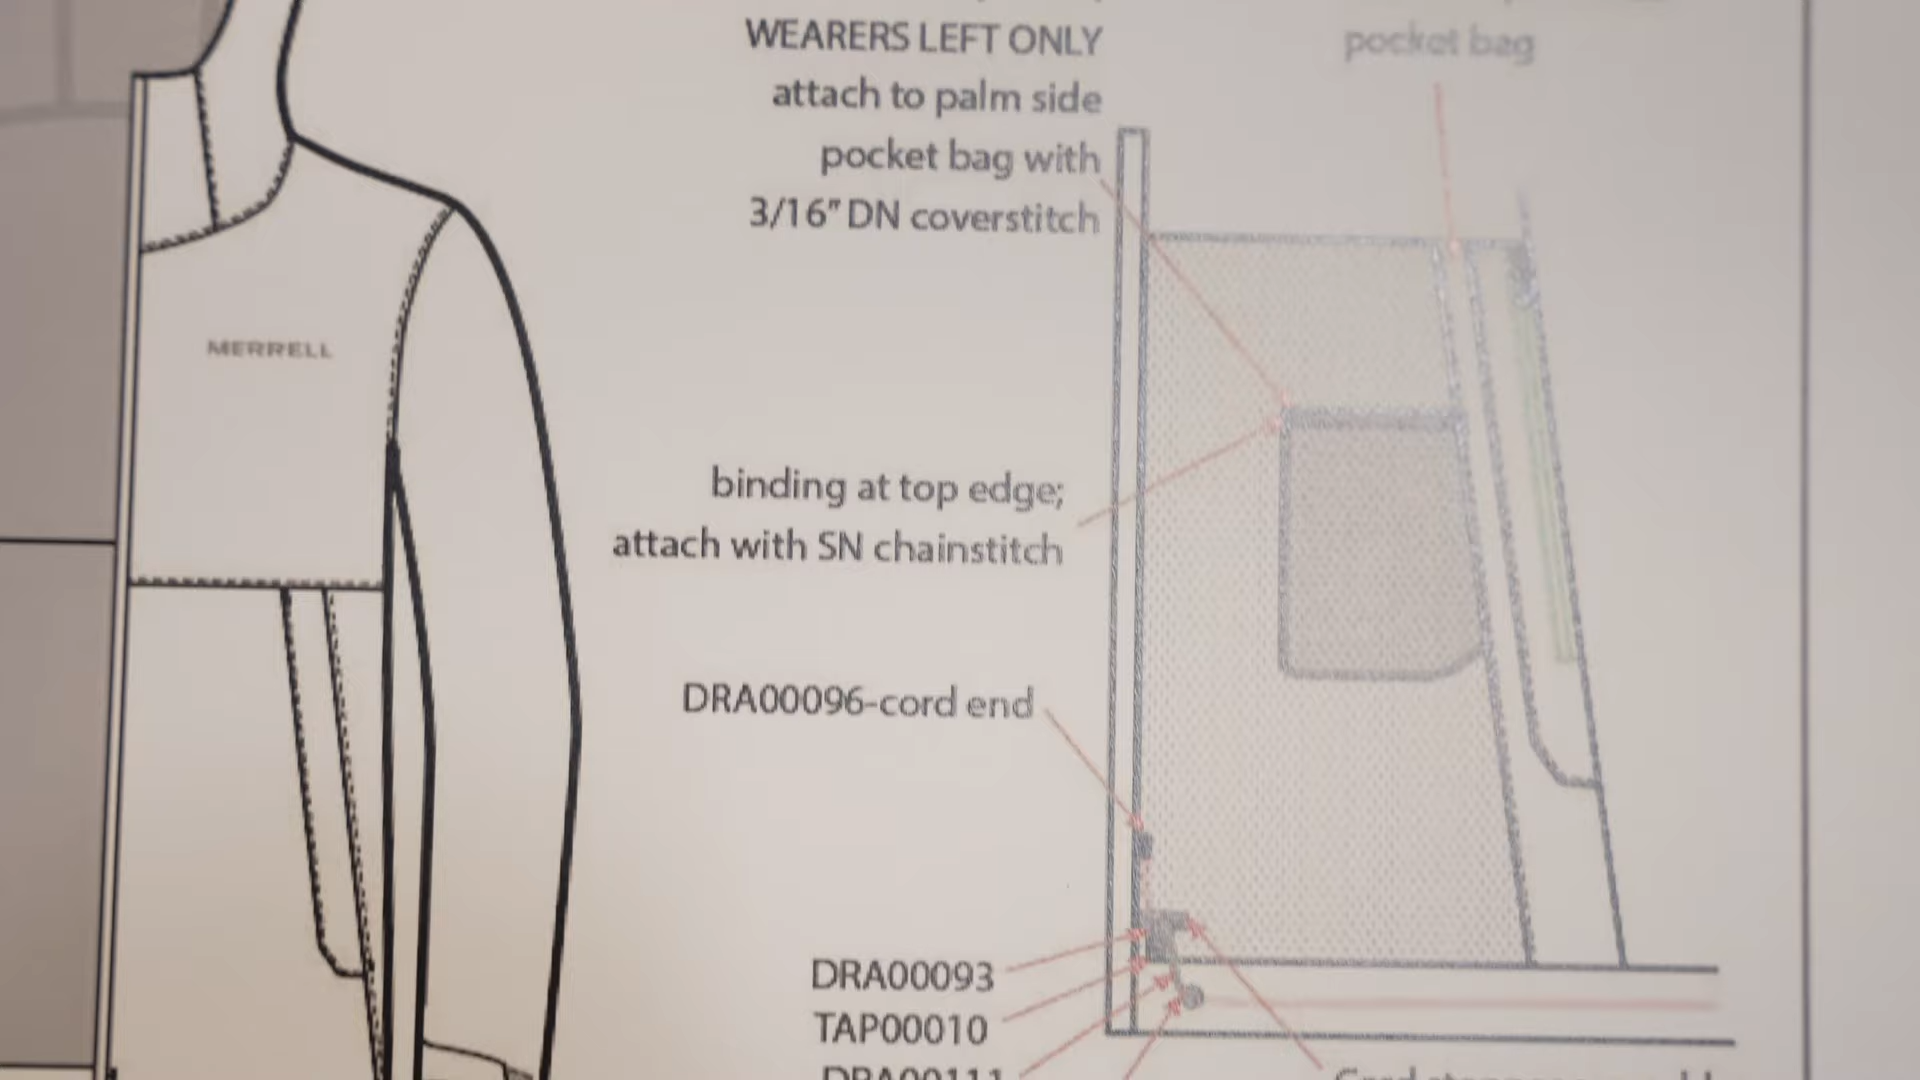 WEARERS LEFT ONLY
attach to palm side
pocket bag with
3/16" DN coverstitch
pocket bag
MERRELL
binding at top edge;
attach with SN chainstitch
DRA00096-cord end
DRA00093
TAP00010
DRA00111